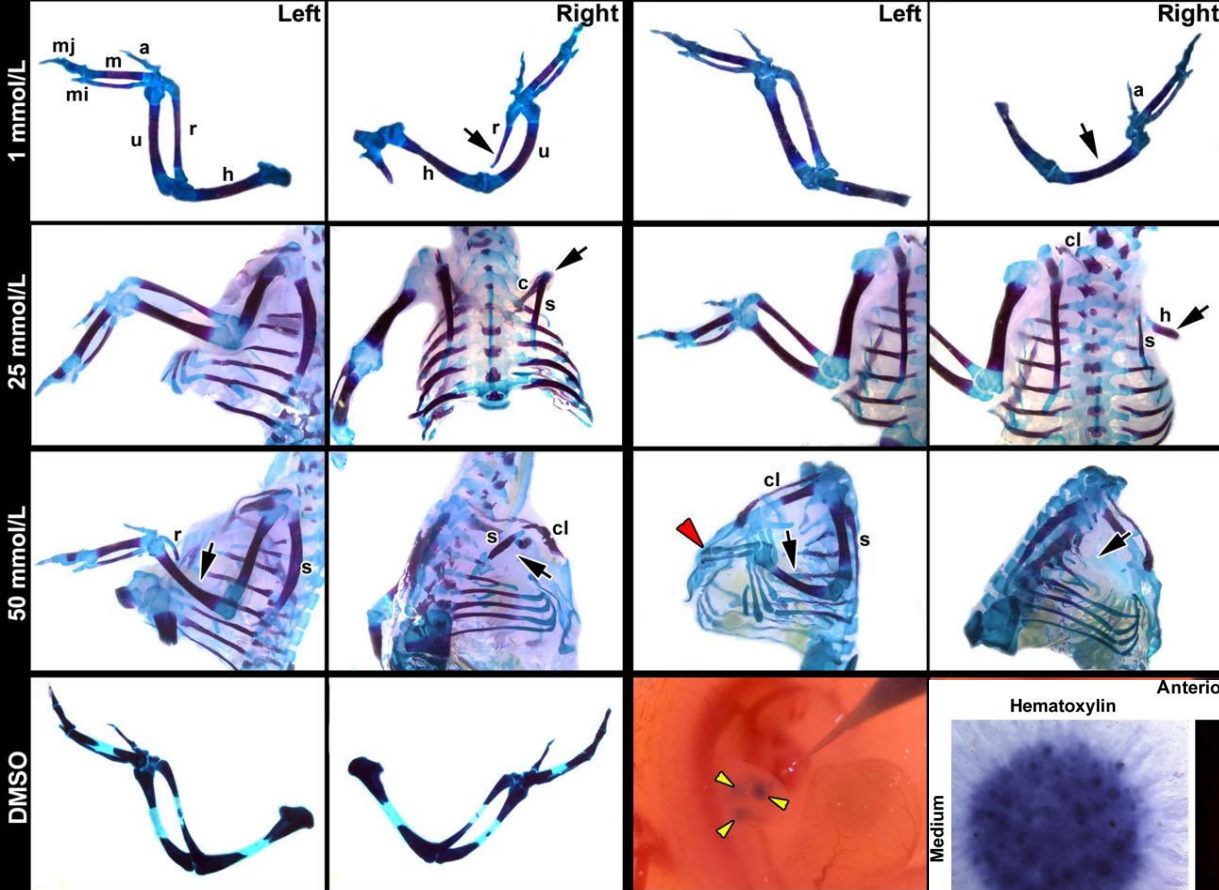 Left
Right
Left
Right
1 mmol/L
mj
m
a
mi
u
r
h
r
h
u
a
25 mmol/L
c
s
cl
h
s
50 mmol/L
r
s
s
cl
cl
s
DMSO
Anterio
Hematoxylin
Medium